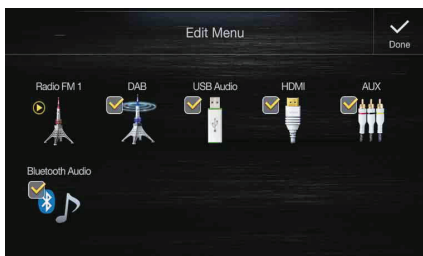 Edit Menu
Done
Radio FM 1
DAB
USB Audio
HDMI
AUX
Bluetooth Audio